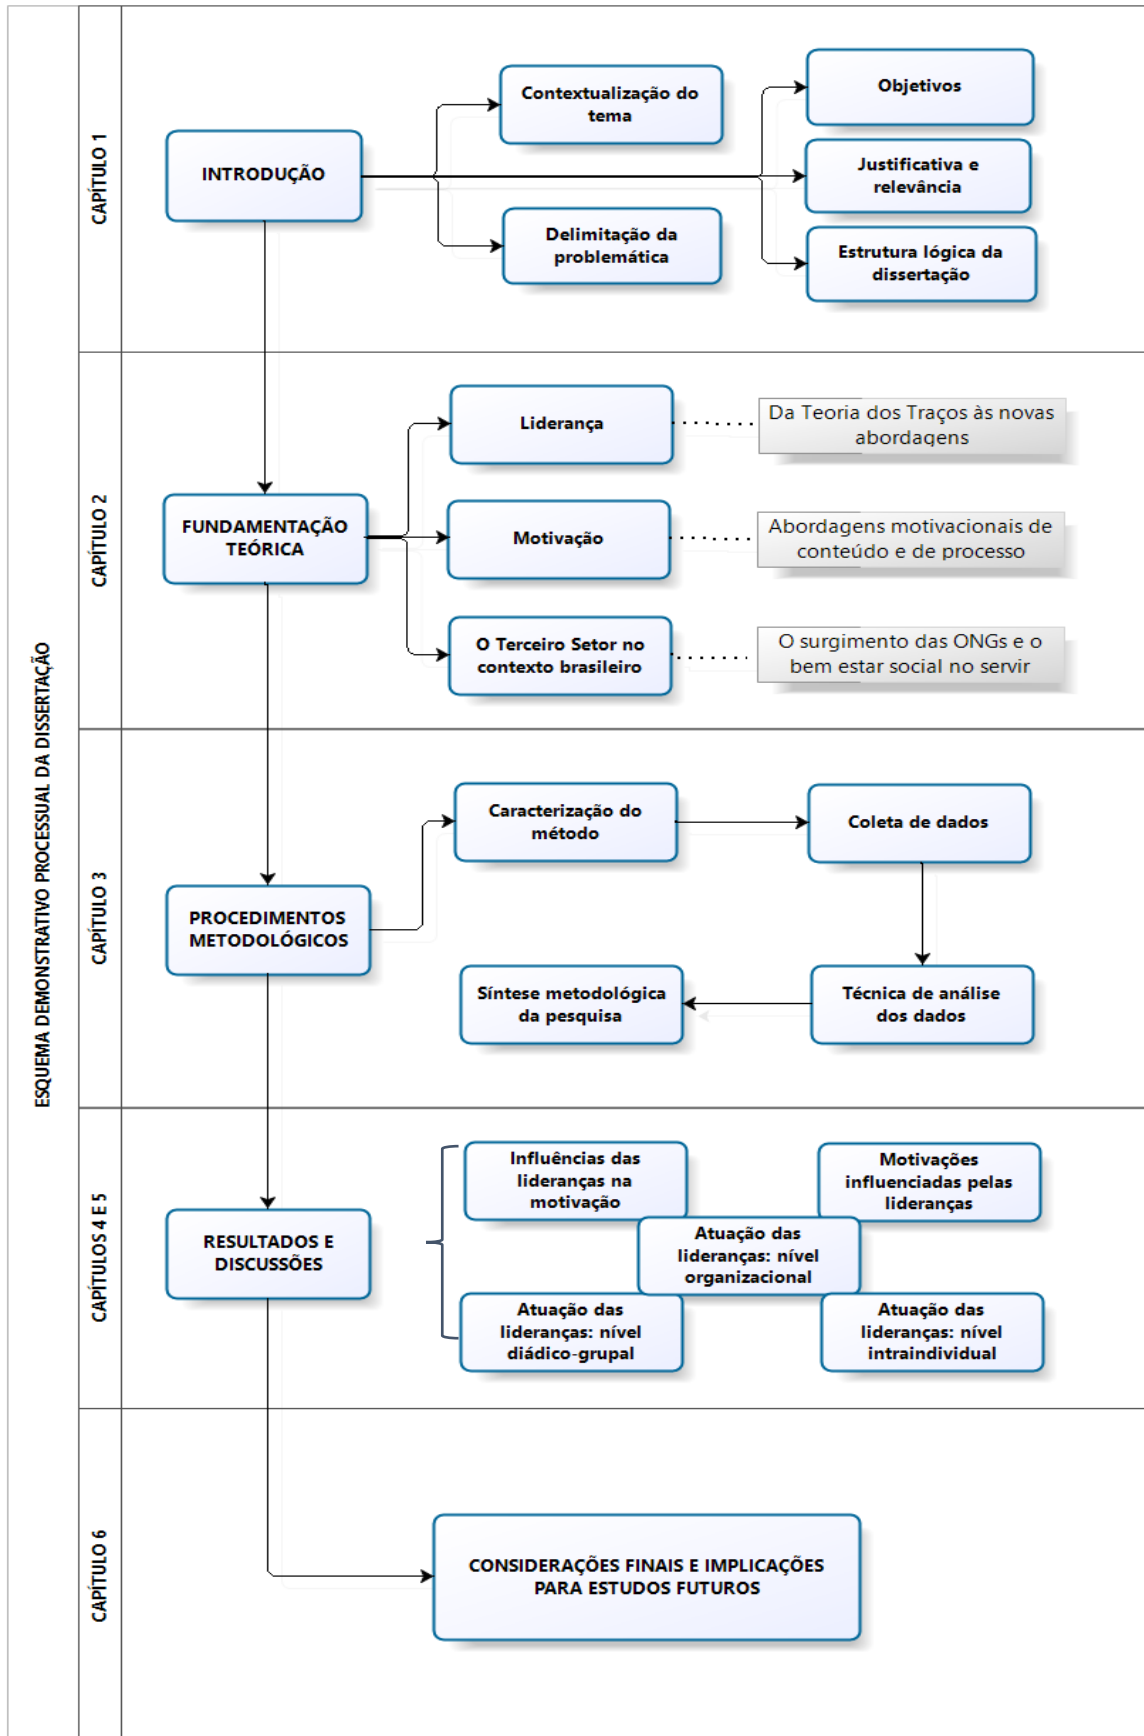 ESQUEMA DEMONSTRATIVO PROCESSUAL DA DISSERTAÇÃO
CAPÍTULO 1
INTRODUÇÃO
Contextualização do
tema
Delimitação da
problemática
Objetivos
Justificativa e
relevância
Estrutura lógica da
dissertação
CAPÍTULO 2
FUNDAMENTAÇÃO
TEÓRICA
Liderança
Da Teoria dos Traços às novas
abordagens
Motivação
Abordagens motivacionais de
conteúdo e de processo
O Terceiro Setor no
contexto brasileiro
O surgimento das ONGs e o
bem estar social no servir
CAPÍTULO 3
PROCEDIMENTOS
METODOLÓGICOS
Caracterização do
método
Coleta de dados
Técnica de análise
dos dados
Síntese metodológica
da pesquisa
CAPÍTULOS 4 E 5
RESULTADOS E
DISCUSSÕES
Influências das
lideranças na
motivação
Motivações
influenciadas pelas
lideranças
Atuação das
lideranças: nível
organizacional
Atuação das
lideranças: nível
diádico-grupal
Atuação das
lideranças: nível
intraindividual
CAPÍTULO 6
CONSIDERAÇÕES FINAIS E IMPLICAÇÕES
PARA ESTUDOS FUTUROS